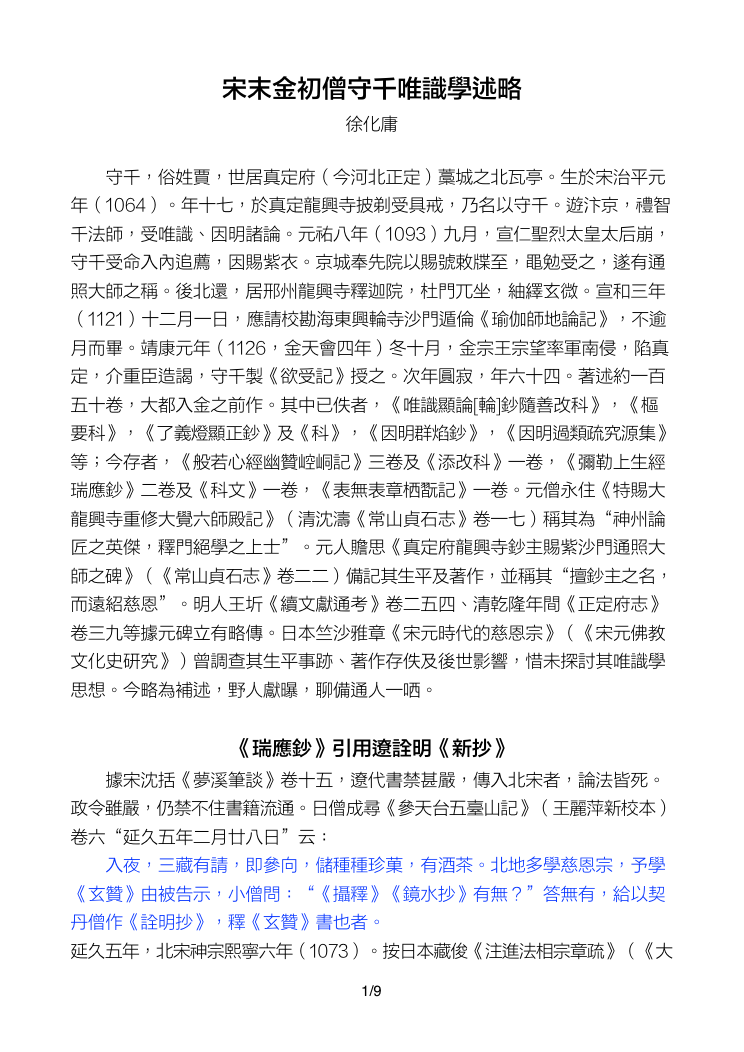 宋末金初僧守千唯識學述略
徐化庸
守千，俗姓賈，世居真定府（今河北正定）藁城之北瓦亭。生於宋治平元
年（1064）。年十七，於真定龍興寺披剃受具戒，乃名以守千。遊汴京，禮智
千法師，受唯識、因明諸論。元祐八年（1093）九月，宣仁聖烈太皇太后崩，
守千受命入內追薦，因賜紫衣。京城奉先院以賜號敕牒至，黽勉受之，遂有通
照大師之稱。後北還，居邢州龍興寺釋迦院，杜門兀坐，紬繹玄微。宣和三年
（1121）十二月一日，應請校勘海東興輪寺沙門遁倫《瑜伽師地論記》，不逾
月而畢。靖康元年（1126，金天會四年）冬十月，金宗王宗望率軍南侵，陷真
定，介重臣造謁，守千製《欲受記》授之。次年圓寂，年六十四。著述約一百
五十卷，大都入金之前作。其中已佚者，《唯識顯論[輪]鈔隨善改科》，《樞
要科》，《了義燈顯正鈔》及《科》，《因明群焰鈔》，《因明過類疏究源集》
等；今存者，《般若心經幽贊崆峒記》三卷及《添改科》一卷，《彌勒上生經
瑞應鈔》二卷及《科文》一卷，《表無表章栖翫記》一卷。元僧永住《特賜大
龍興寺重修大覺六師殿記》（清沈濤《常山貞石志》卷一七）稱其為“神州論
匠之英傑，釋門絕學之上士”。元人贍思《真定府龍興寺鈔主賜紫沙門通照大
師之碑》（《常山貞石志》卷二二）備記其生平及著作，並稱其“擅鈔主之名，
而遠紹慈恩”。明人王圻《續文獻通考》卷二五四、清乾隆年間《正定府志》
卷三九等據元碑立有略傳。日本竺沙雅章《宋元時代的慈恩宗》（《宋元佛教
文化史研究》）曾調查其生平事跡、著作存佚及後世影響，惜未探討其唯識學
思想。今略為補述，野人獻曝，聊備通人一哂。
《瑞應鈔》引用遼詮明《新抄》
據宋沈括《夢溪筆談》卷十五，遼代書禁甚嚴，傳入北宋者，論法皆死。
政令雖嚴，仍禁不住書籍流通。日僧成尋《參天台五臺山記》（王麗萍新校本）
卷六“延久五年二月廿八日”云：
入夜，三藏有請，即參向，儲種種珍菓，有酒茶。北地多學慈恩宗，予學
《玄贊》由被告示，小僧問：“《攝釋》《鏡水抄》有無？”答無有，給以契
丹僧作《詮明抄》，釋《玄贊》書也者。
延久五年，北宋神宗熙寧六年（1073）。按日本藏俊《注進法相宗章疏》（《大
1/9